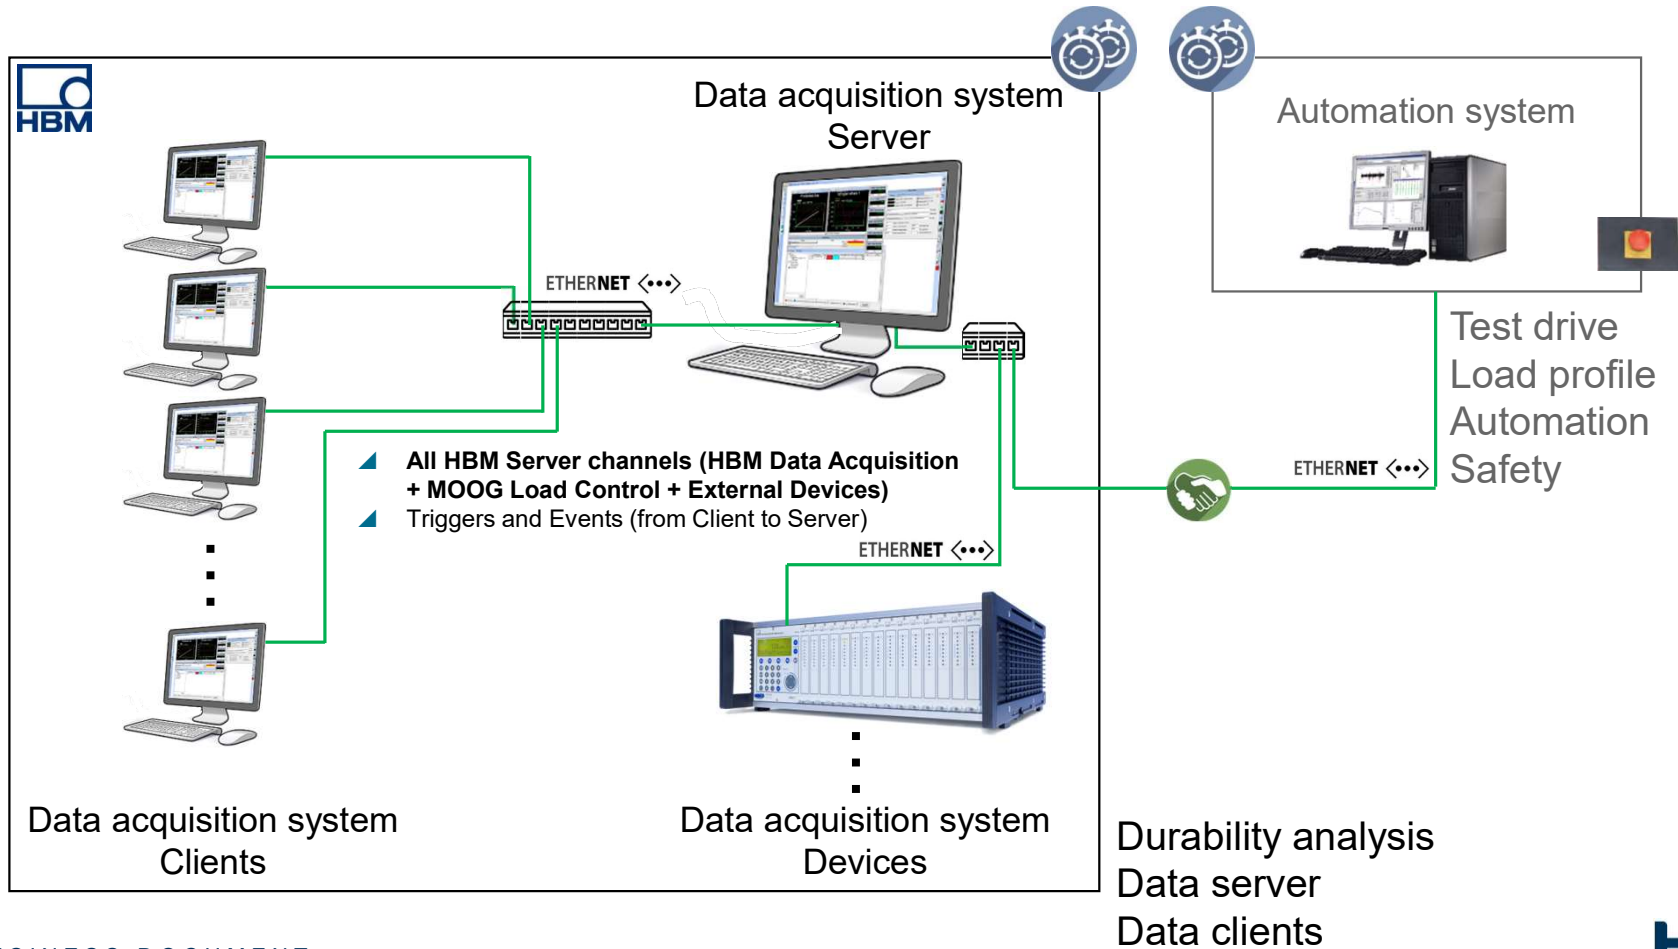 HBM
Data acquisition system
Server
Automation system
ETHERNET
Test drive
Load profile
Automation
Safety
All HBM Server channels (HBM Data Acquisition
+ MOOG Load Control + External Devices)
Triggers and Events (from Client to Server)
ETHERNET
ETHERNET
Data acquisition system
Clients
Data acquisition system
Devices
Durability analysis
Data server
Data clients